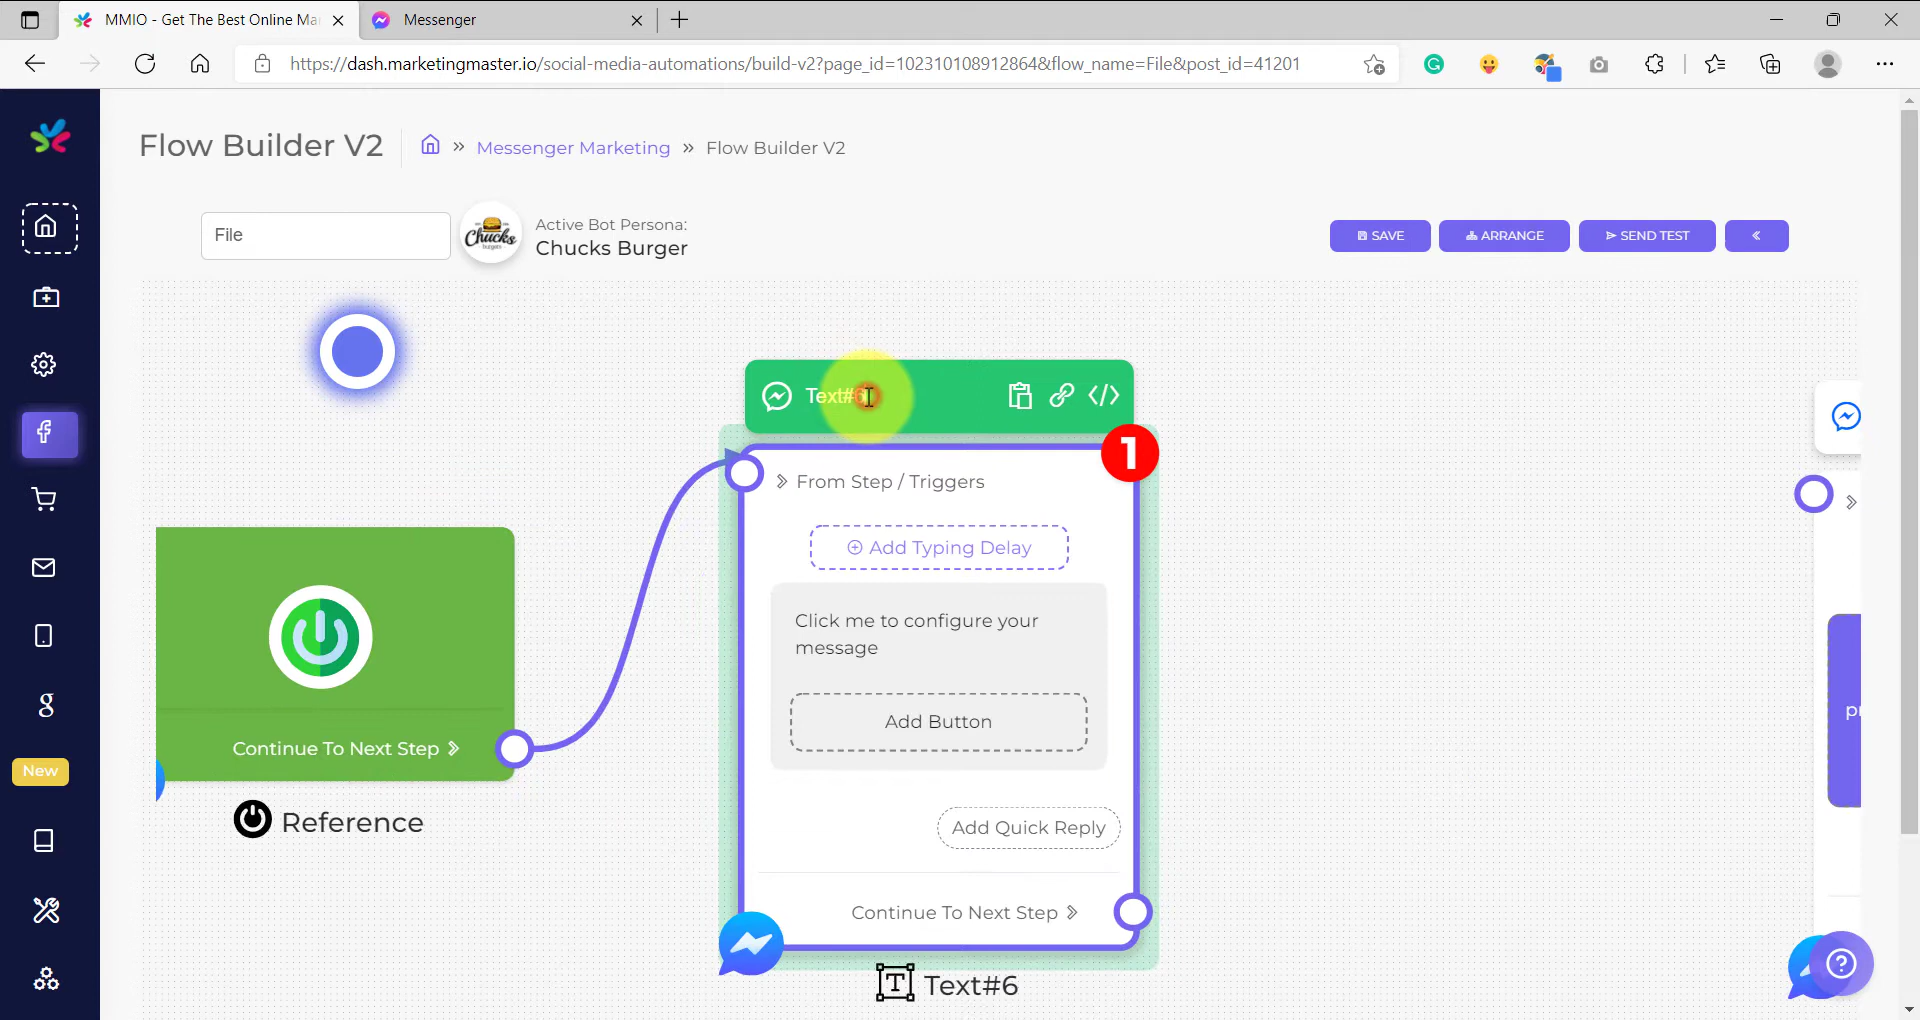 MMIO - Get The Best Online Ma
Messenger
https://dash.marketingmaster.io/social-media-automations/build-v2?page_id=102310108912864&flow_name=File&post_id=41201
Flow Builder V2
» Messenger Marketing » Flow Builder V2
File
Chucks
Active Bot Persona:
Chucks Burger
SAVE
ARRANGE
SEND TEST
«
Text#6
1
From Step / Triggers
Add Typing Delay
Click me to configure your
message
Add Button
Add Quick Reply
Continue To Next Step
Text#6
Continue To Next Step
Reference
New